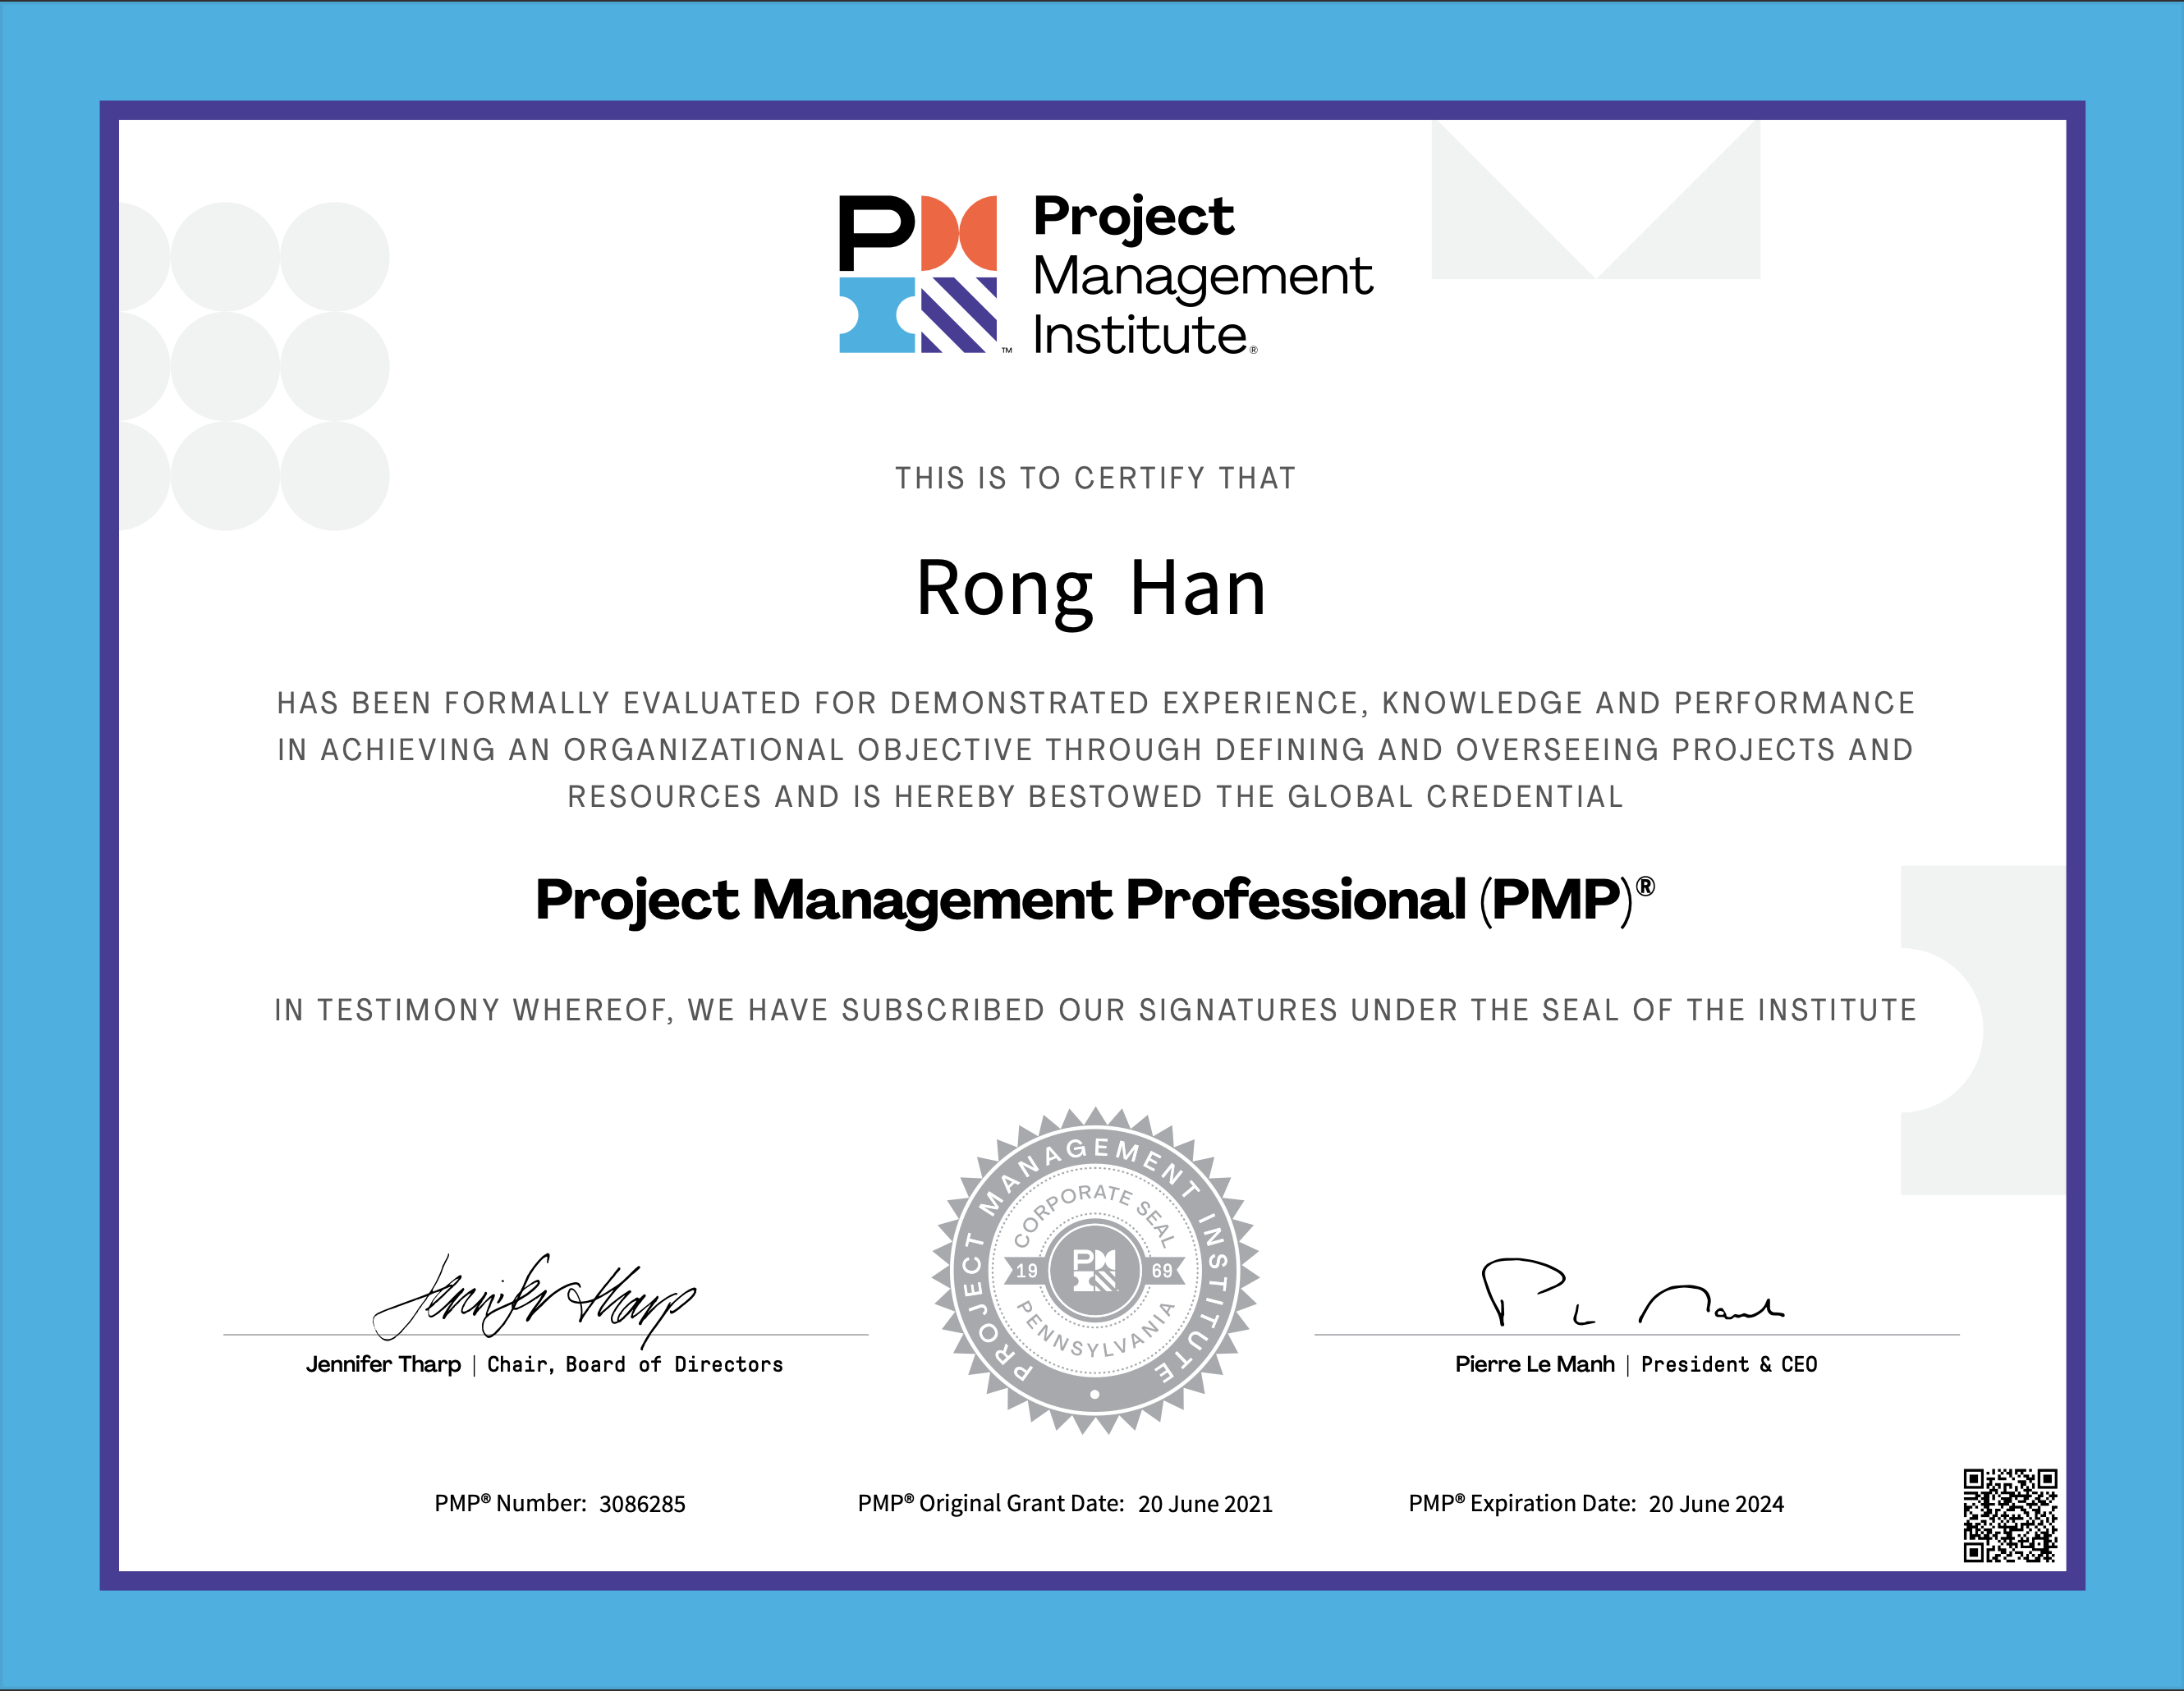 PM
Project
Management
Institute®
™
THIS IS TO CERTIFY THAT
Rong Han
HAS BEEN FORMALLY EVALUATED FOR DEMONSTRATED EXPERIENCE, KNOWLEDGE AND PERFORMANCE
IN ACHIEVING AN ORGANIZATIONAL OBJECTIVE THROUGH DEFINING AND OVERSEEING PROJECTS AND
RESOURCES AND IS HEREBY BESTOWED THE GLOBAL CREDENTIAL
Project Management Professional (PMP)®
IN TESTIMONY WHEREOF, WE HAVE SUBSCRIBED OUR SIGNATURES UNDER THE SEAL OF THE INSTITUTE
PROJECT MANAGEMENT INSTITUTE
CORPORATE SEAL
19 PM 69
PENNSYLVANIA
Jennifer Tharp
Jennifer Tharp | Chair, Board of Directors
Pierre Le Manh | President & CEO
PMP® Number: 3086285
PMP® Original Grant Date: 20 June 2021
PMP® Expiration Date: 20 June 2024